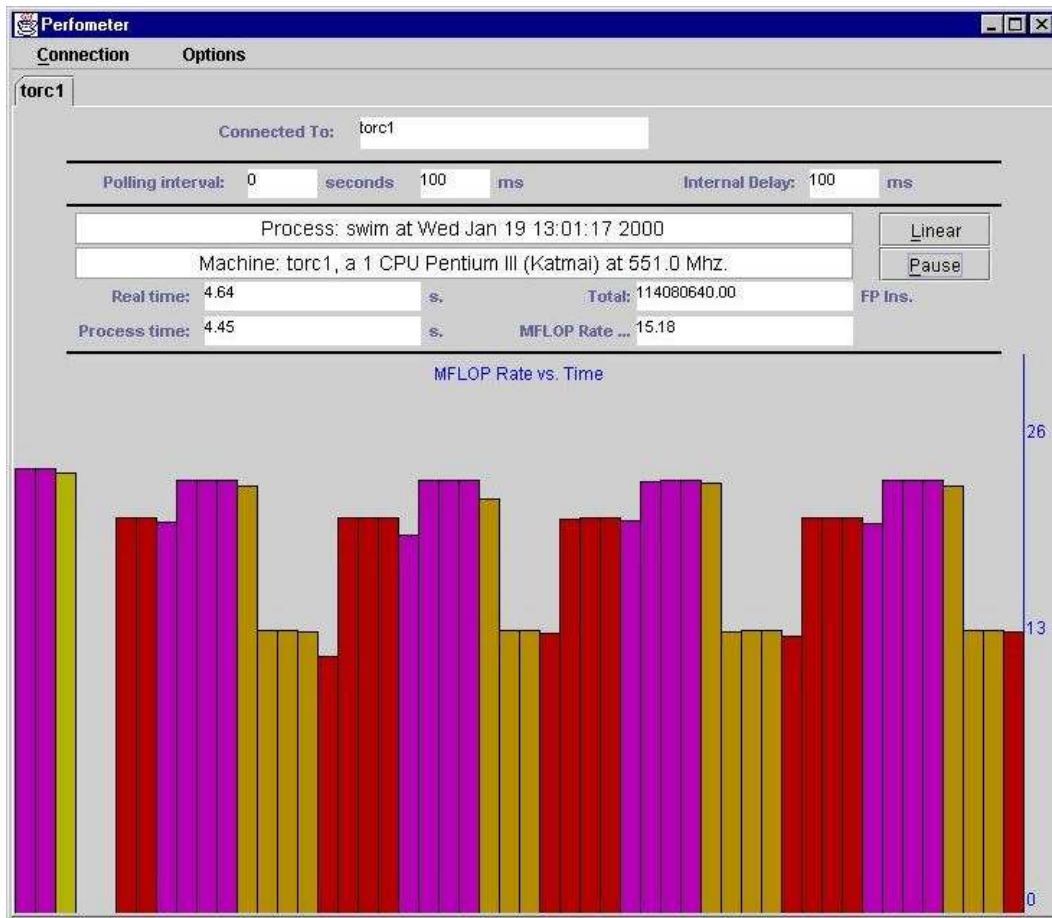 Perfometer
Connection Options
torc1
Connected To: torc1
Polling interval: 0 seconds 100 ms Internal Delay: 100 ms
Process: swim at Wed Jan 19 13:01:17 2000 Linear
Machine: torc1, a 1 CPU Pentium III (Katmai) at 551.0 Mhz. Pause
Real time: 4.64 s. Total: 114080640.00 FP Ins.
Process time: 4.45 s. MFLOP Rate ... 15.18
MFLOP Rate vs. Time
26
13
0